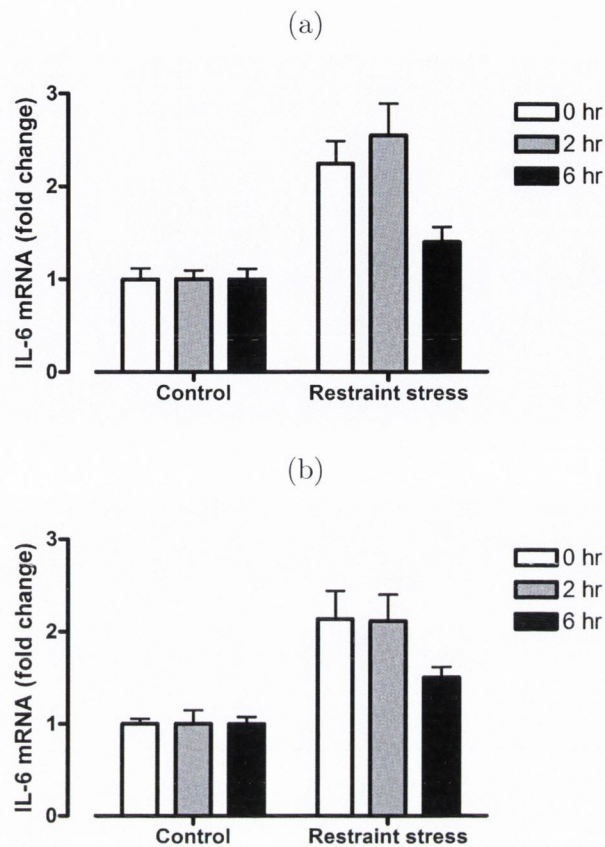 (a)
IL-6 mRNA (fold change)
3
2
1
0
Control
Restraint stress
0 hr
2 hr
6 hr
(b)
IL-6 mRNA (fold change)
3
2
1
0
Control
Restraint stress
0 hr
2 hr
6 hr